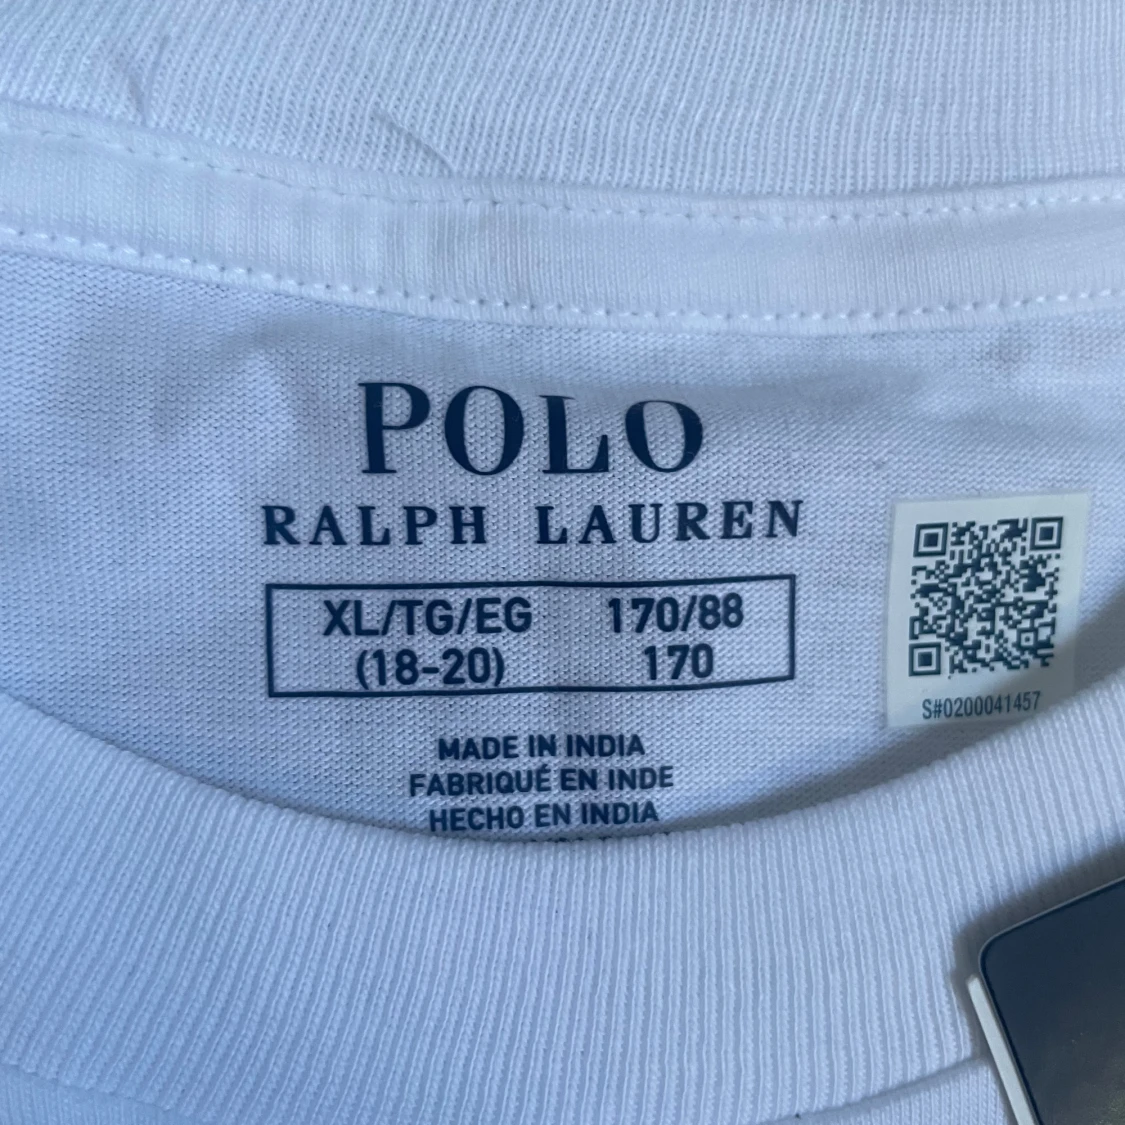 POLO
RALPH LAUREN
XL/TG/EG 170/88
(18-20) 170
S#0200041457
MADE IN INDIA
FABRIQUÉ EN INDE
HECHO EN INDIA